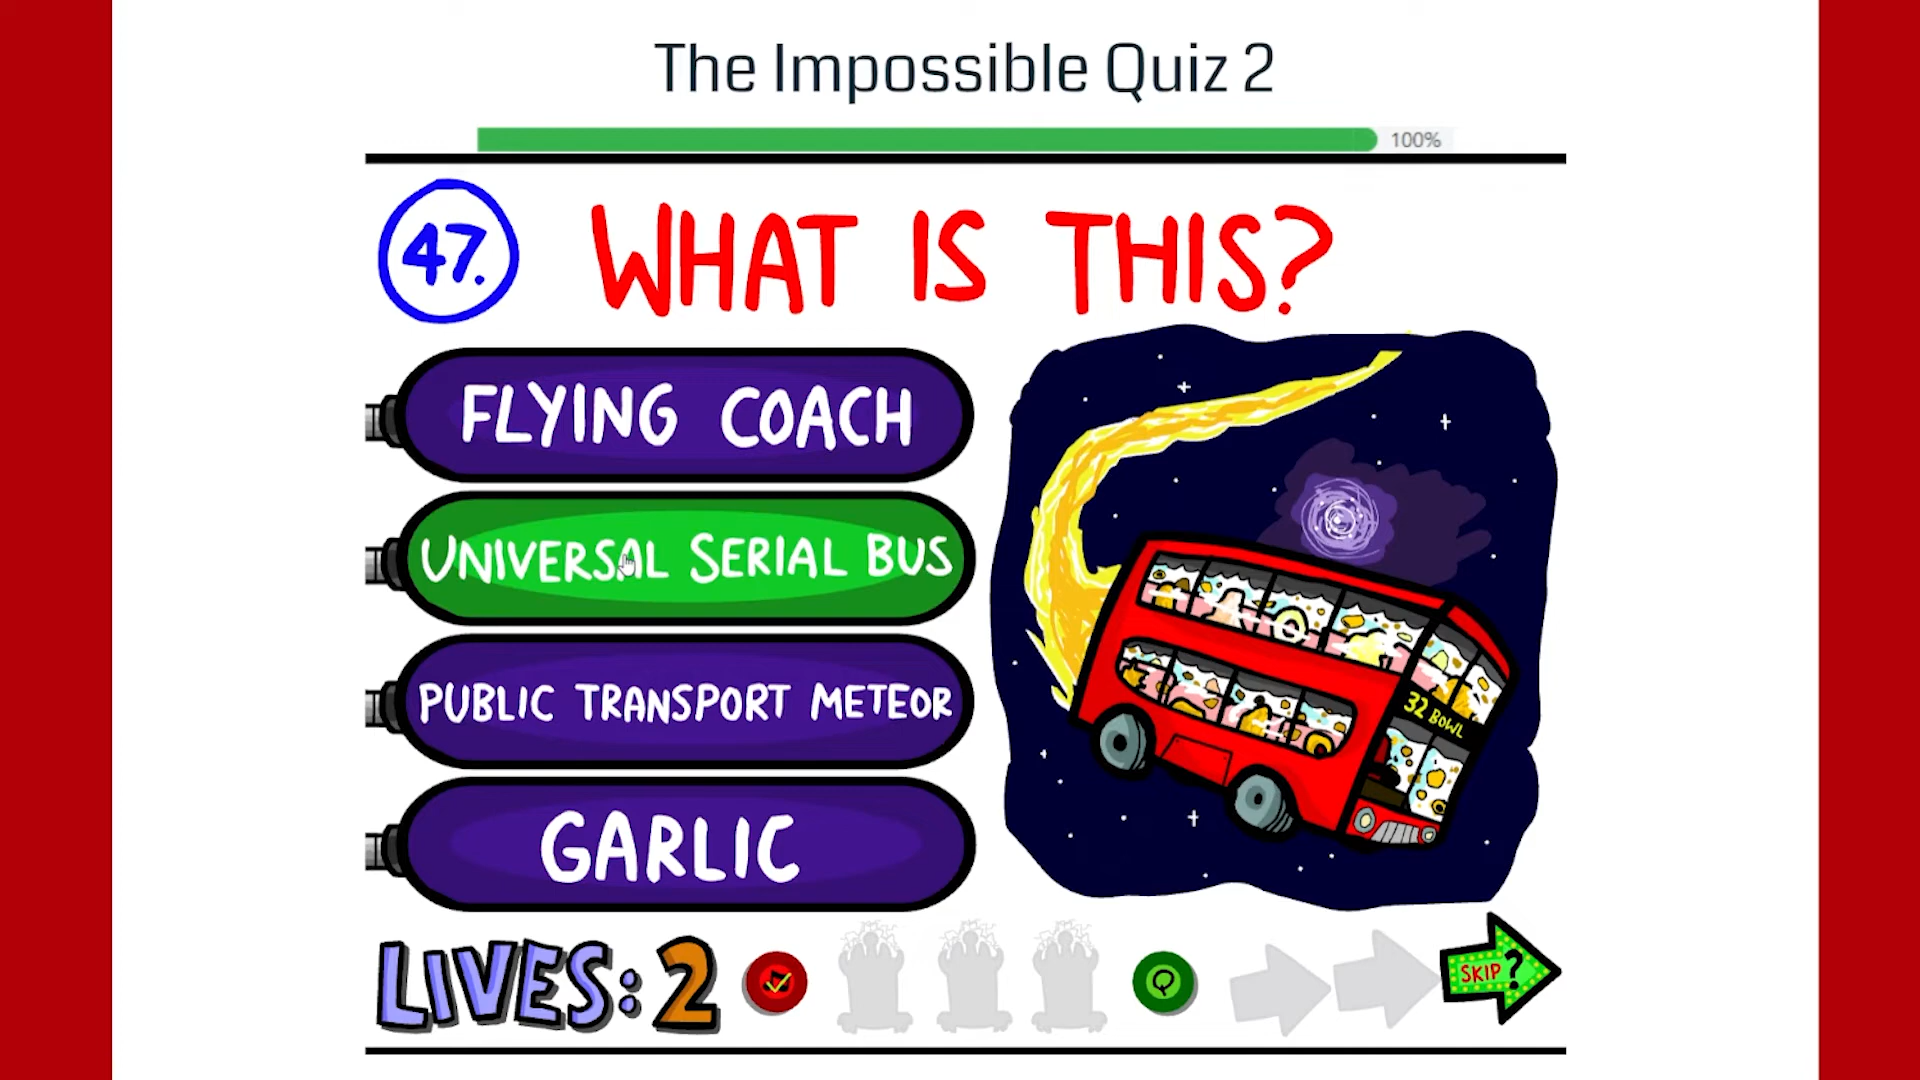 The Impossible Quiz 2
100%
47.
WHAT IS THIS?
FLYING COACH
UNIVERSAL SERIAL BUS
PUBLIC TRANSPORT METEOR
GARLIC
32 BOWL
LIVES: 2
Q
SKIP?